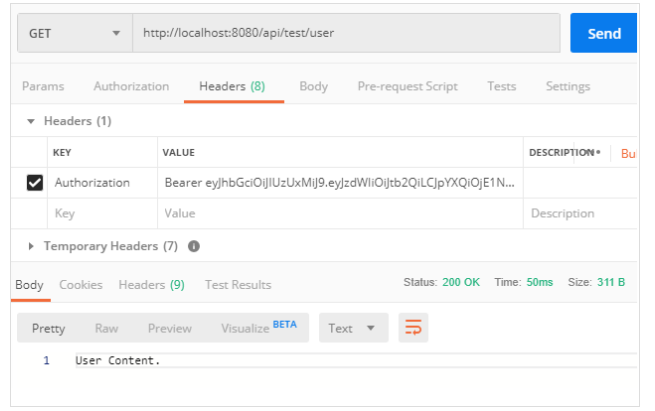 GET http://localhost:8080/api/test/user Send
Params Authorization Headers (8) Body Pre-request Script Tests Settings
Headers (1)
KEY VALUE DESCRIPTION Bu
Authorization Bearer eyJhbGciOiJIUzUxMiJ9.eyJzdWIiOiJtb2QiLCJpYXQiOjE1N...
Key Value Description
Temporary Headers (7) i
Body Cookies Headers (9) Test Results Status: 200 OK Time: 50ms Size: 311 B
Pretty Raw Preview Visualize BETA Text
1 User Content.